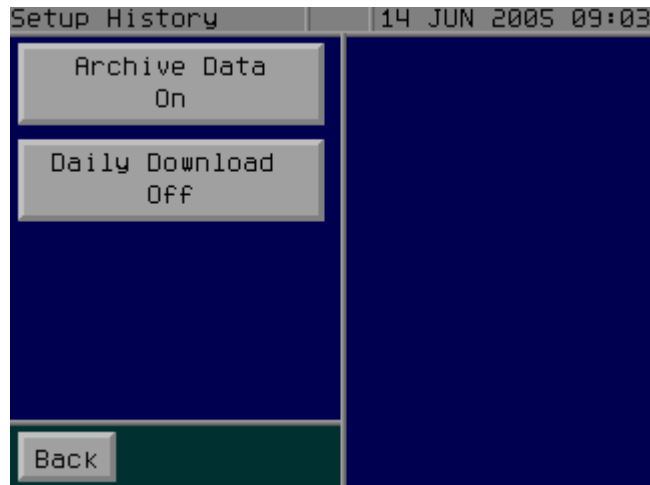 Setup History
14 JUN 2005 09:03
Archive Data
On
Daily Download
Off
Back